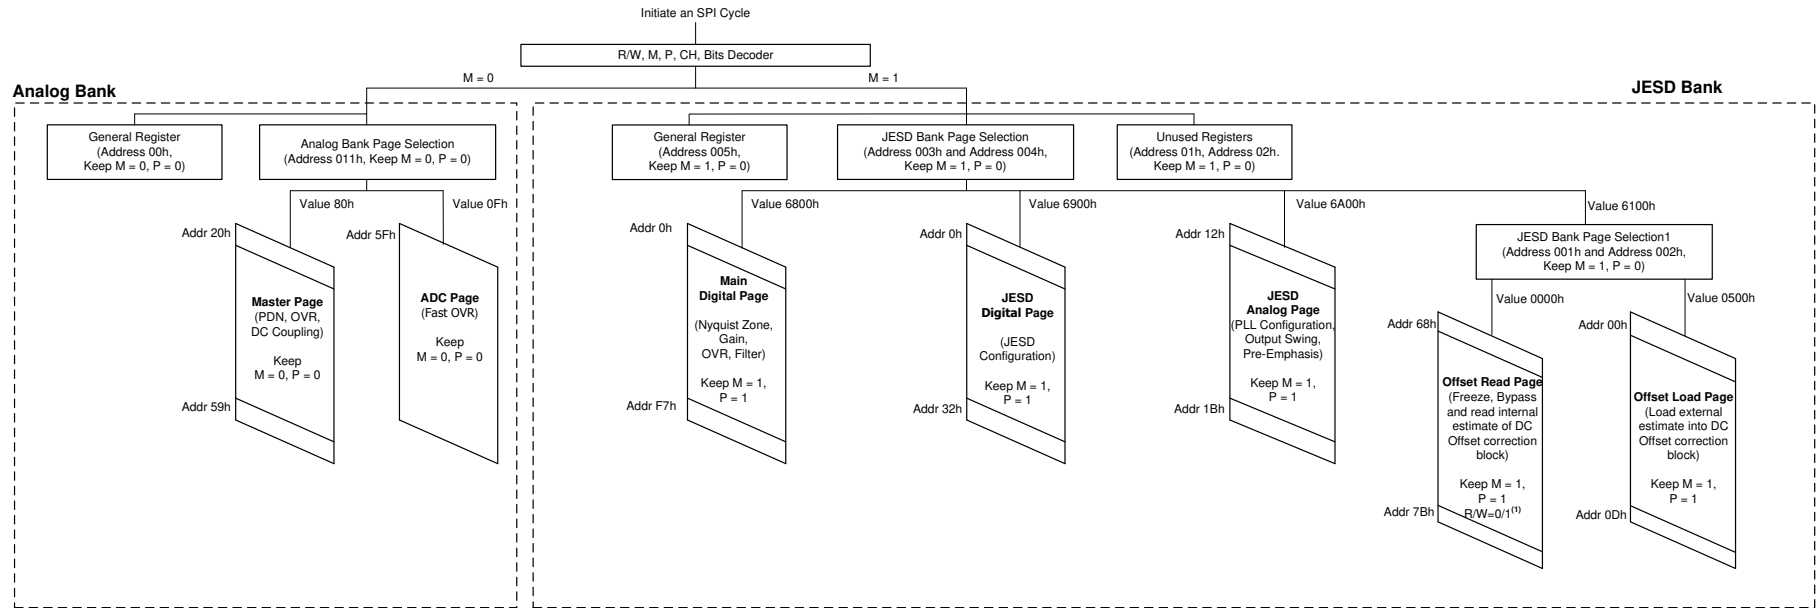 Initiate an SPI Cycle
R/W, M, P, CH, Bits Decoder
M = 0
M = 1
Analog Bank
JESD Bank
General Register
(Address 00h,
Keep M = 0, P = 0)
Analog Bank Page Selection
(Address 011h, Keep M = 0, P = 0)
General Register
(Address 005h,
Keep M = 1, P = 0)
JESD Bank Page Selection
(Address 003h and Address 004h,
Keep M = 1, P = 0)
Unused Registers
(Address 01h, Address 02h.
Keep M = 1, P = 0)
Value 80h
Value 0Fh
Value 6800h
Value 6900h
Value 6A00h
Value 6100h
Addr 20h
Master Page
(PDN, OVR,
DC Coupling)
Keep
M = 0, P = 0
Addr 59h
Addr 5Fh
ADC Page
(Fast OVR)
Keep
M = 0, P = 0
Addr 0h
Main
Digital Page
(Nyquist Zone,
Gain,
OVR, Filter)
Keep M = 1,
P = 1
Addr F7h
Addr 0h
JESD
Digital Page
(JESD
Configuration)
Keep M = 1,
P = 1
Addr 32h
Addr 12h
JESD
Analog Page
(PLL Configuration,
Output Swing,
Pre-Emphasis)
Keep M = 1,
P = 1
Addr 1Bh
JESD Bank Page Selection1
(Address 001h and Address 002h,
Keep M = 1, P = 0)
Value 0000h
Value 0500h
Addr 68h
Offset Read Page
(Freeze, Bypass
and read internal
estimate of DC
Offset correction
block)
Keep M = 1,
P = 1
R/W=0/1(1)
Addr 7Bh
Addr 00h
Offset Load Page
(Load external
estimate into DC
Offset correction
block)
Keep M = 1,
P = 1
Addr 0Dh